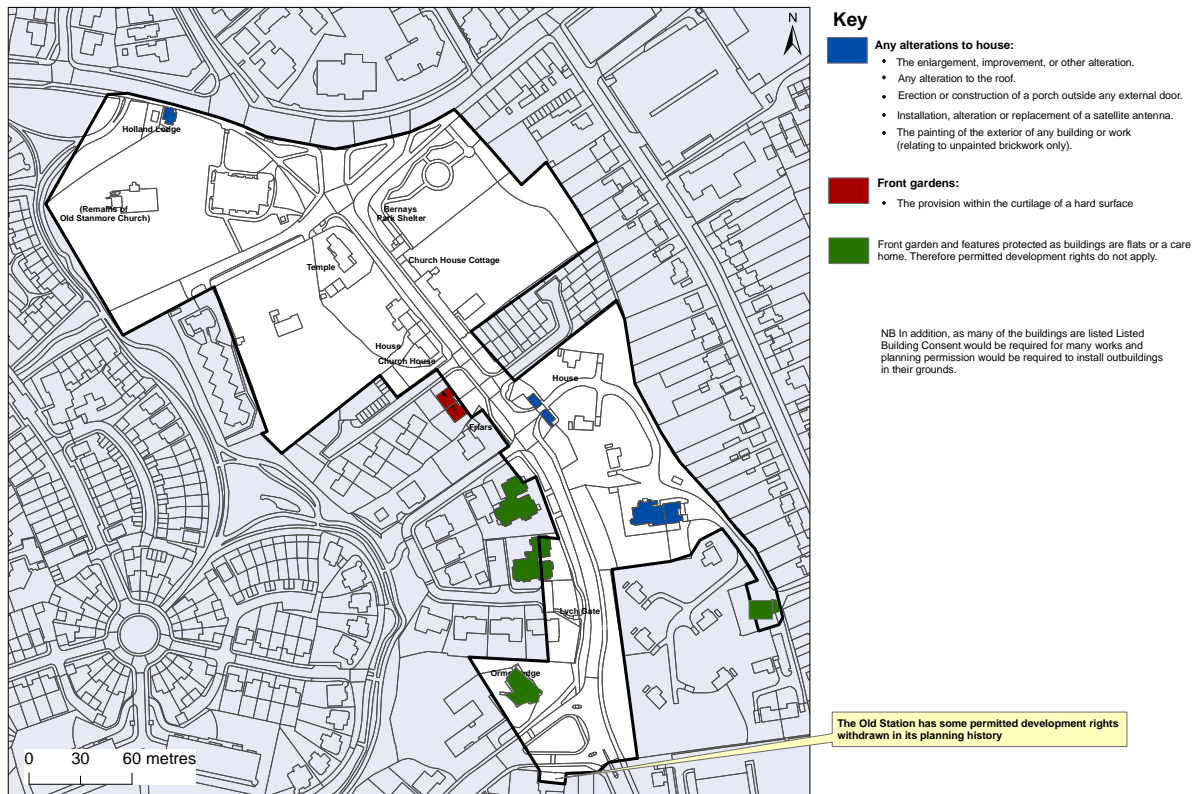 N
Holland Lodge
(Remains of
Old Stanmore Church)
Bernays
Park Shelter
Temple
Church House Cottage
House
Church House
House
4
2
Friars
Lych Gate
0 30 60 metres
Key
Any alterations to house:
• The enlargement, improvement, or other alteration.
• Any alteration to the roof.
• Erection or construction of a porch outside any external door.
• Installation, alteration or replacement of a satellite antenna.
• The painting of the exterior of any building or work
(relating to unpainted brickwork only).
Front gardens:
• The provision within the curtilage of a hard surface
Front garden and features protected as buildings are flats or a care
home. Therefore permitted development rights do not apply.
NB In addition, as many of the buildings are listed Listed
Building Consent would be required for many works and
planning permission would be required to install outbuildings
in their grounds.
The Old Station has some permitted development rights
withdrawn in its planning history